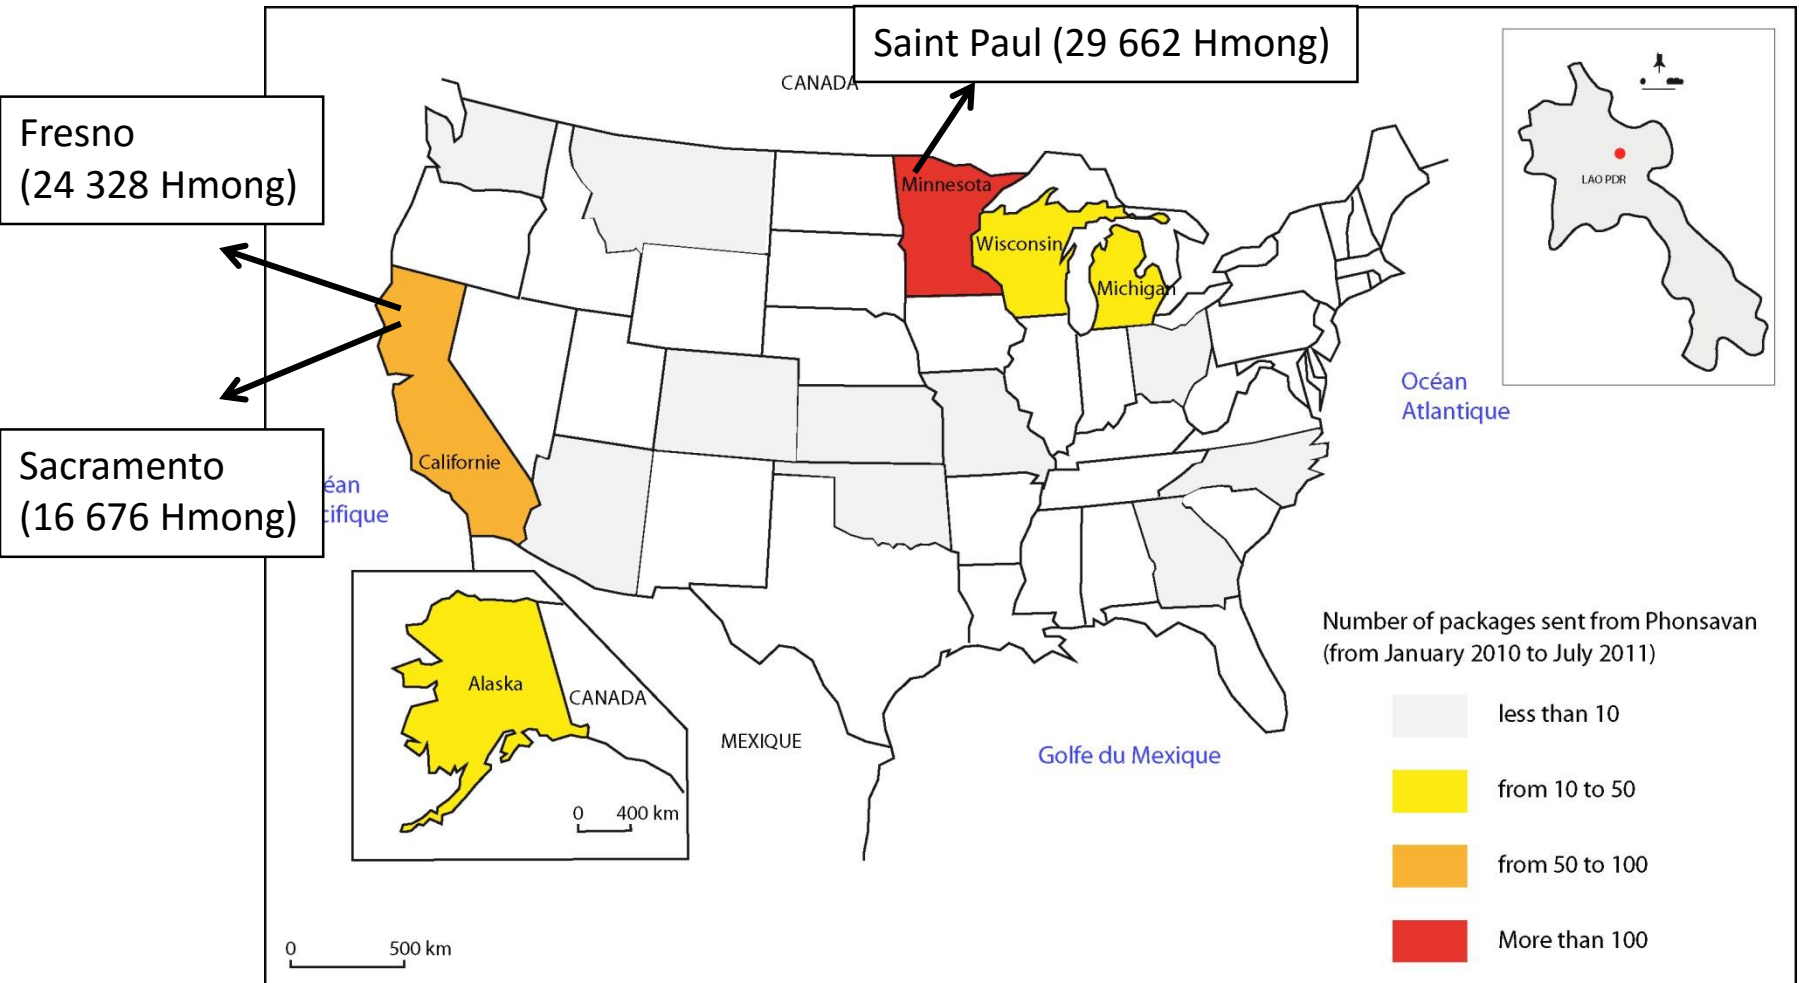 Saint Paul (29 662 Hmong)
CANADA
Fresno
(24 328 Hmong)
LAO PDR
Minnesota
Wisconsin
Michigan
Océan
Atlantique
Californie
Sacramento
(16 676 Hmong)
éan
cifique
Alaska
CANADA
0 400 km
MEXIQUE
Golfe du Mexique
Number of packages sent from Phonsavan
(from January 2010 to July 2011)
less than 10
from 10 to 50
from 50 to 100
More than 100
0 500 km